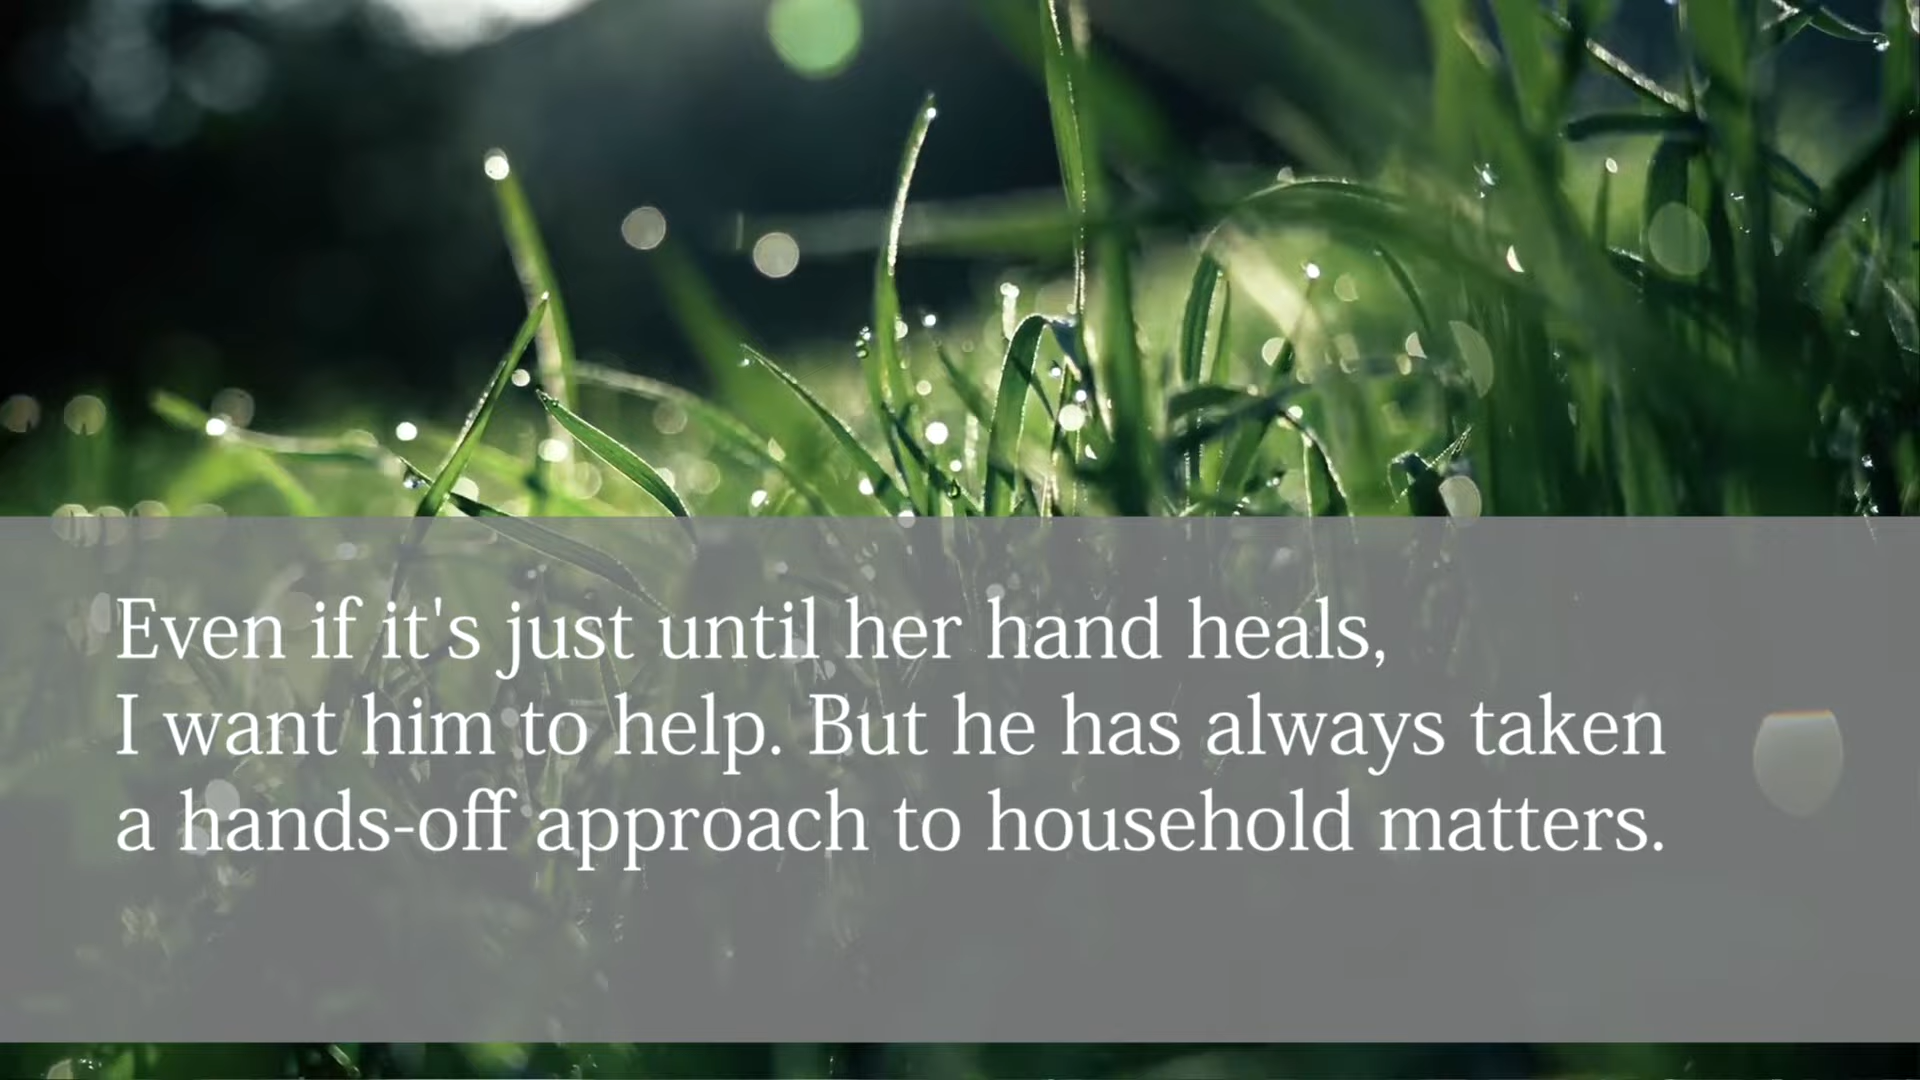 Even if it's just until her hand heals,
I want him to help. But he has always taken
a hands-off approach to household matters.